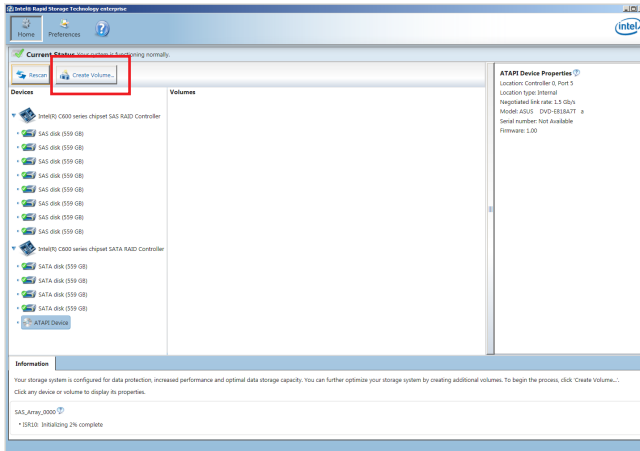 Intel® Rapid Storage Technology enterprise
Home
Preferences
intel
Current Status Your system is functioning normally.
Rescan
Create Volume...
Devices
Volumes
Intel(R) C600 series chipset SAS RAID Controller
SAS disk (559 GB)
SAS disk (559 GB)
SAS disk (559 GB)
SAS disk (559 GB)
SAS disk (559 GB)
SAS disk (559 GB)
SAS disk (559 GB)
SAS disk (559 GB)
Intel(R) C600 series chipset SATA RAID Controller
SATA disk (559 GB)
SATA disk (559 GB)
SATA disk (559 GB)
SATA disk (559 GB)
ATAPI Device
ATAPI Device Properties ?
Location: Controller 0, Port 5
Location type: Internal
Negotiated link rate: 1.5 Gb/s
Model: ASUS DVD-E818A7T a
Serial number: Not Available
Firmware: 1.00
Information
Your storage system is configured for data protection, increased performance and optimal data storage capacity. You can further optimize your storage system by creating additional volumes. To begin the process, click 'Create Volume...'.
Click any device or volume to display its properties.
SAS_Array_0000 ?
* ISR10: Initializing 2% complete